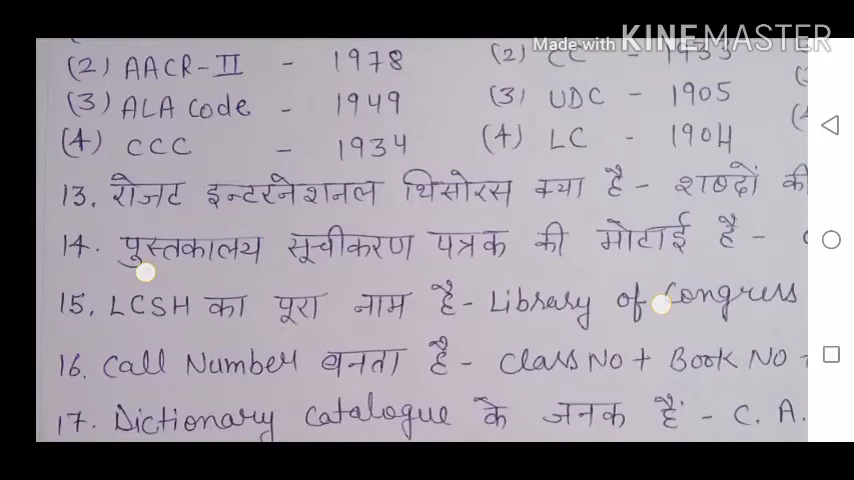 Made with KINEMASTER
(2) AACR-II - 1978 (2) CC - 1933
(3) ALA Code - 1949 (3) UDC - 1905
(4) CCC - 1934 (4) LC - 1904
13. रोजट इन्टरनेशनल थिसोरस क्या है - शब्दों की
14. पुस्तकालय सूचीकरण पत्रक की मोटाई है -
15. LCSH का पूरा नाम है - Library of Congress
16. Call Number बनता है - Class No + Book No +
17. Dictionary Catalogue के जनक हैं - C. A.